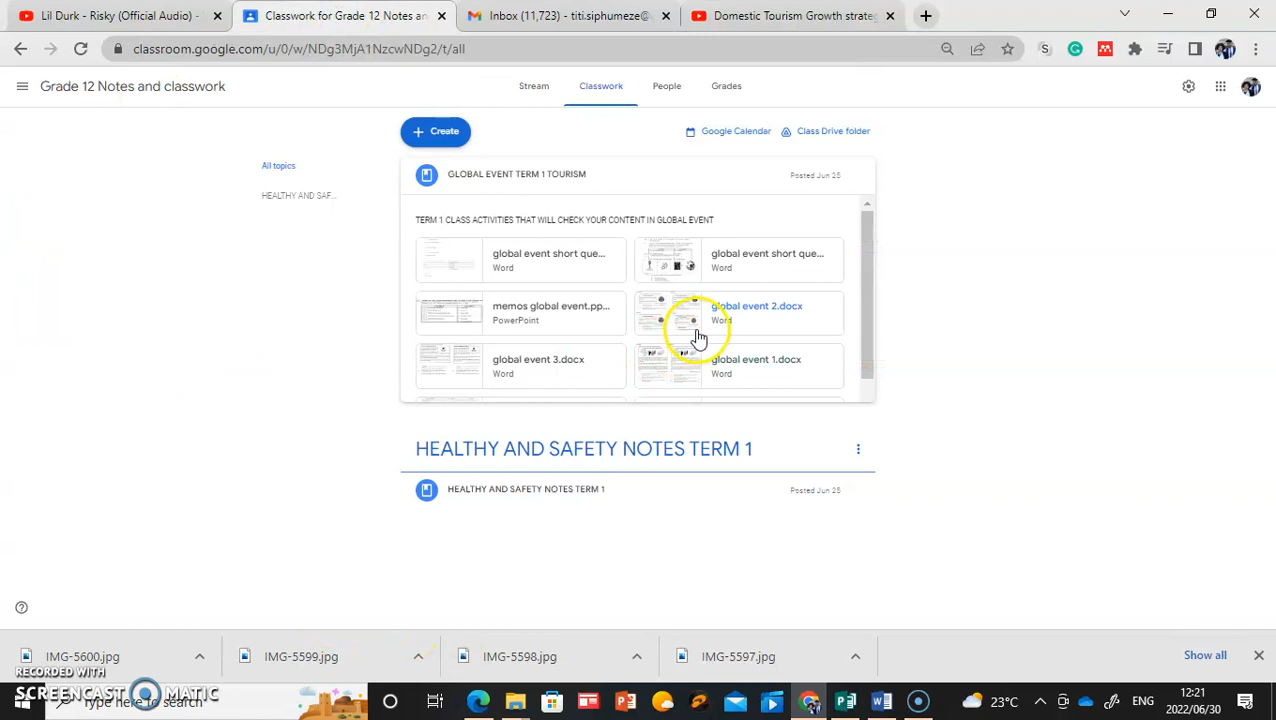 Lil Durk - Risky (Official Audio) -
Classwork for Grade 12 Notes an
Inbox (11,723) - titi.siphumeze@
Domestic Tourism Growth strateg
classroom.google.com/u/0/w/NDg3MjA1NzcwNDg2/t/all
Grade 12 Notes and classwork
Stream
Classwork
People
Grades
Create
Google Calendar
Class Drive folder
All topics
HEALTHY AND SAF...
GLOBAL EVENT TERM 1 TOURISM
Posted Jun 25
TERM 1 CLASS ACTIVITIES THAT WILL CHECK YOUR CONTENT IN GLOBAL EVENT
global event short que...
Word
global event short que...
Word
memos global event.pp...
PowerPoint
global event 2.docx
Word
global event 3.docx
Word
global event 1.docx
Word
HEALTHY AND SAFETY NOTES TERM 1
HEALTHY AND SAFETY NOTES TERM 1
Posted Jun 25
IMG-5600.jpg
IMG-5599.jpg
IMG-5598.jpg
IMG-5597.jpg
Show all
RECORDED WITH
SCREENCAST MATIC
Type here to search
23°C
ENG
12:21
2022/06/30